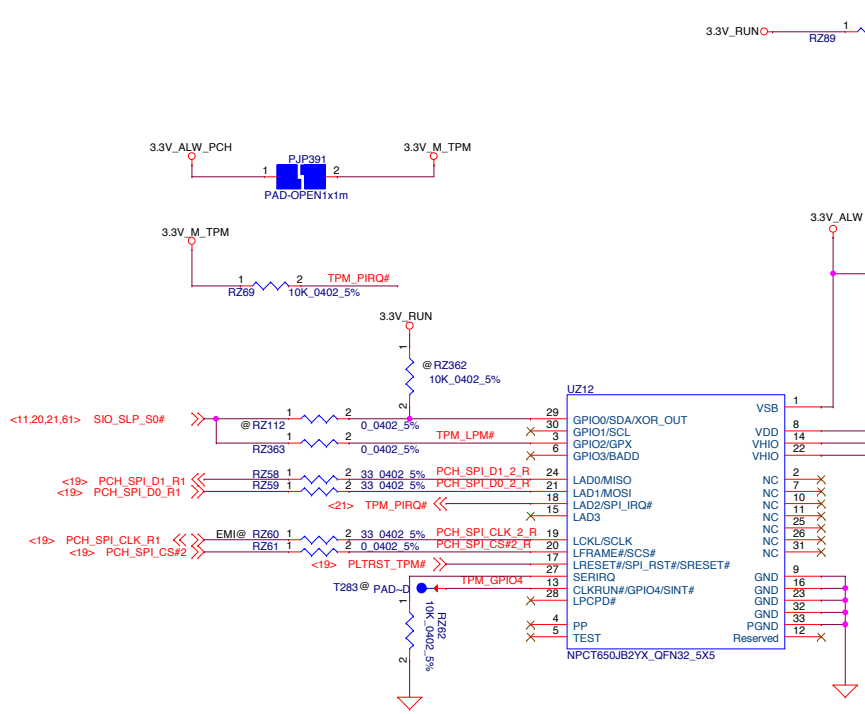 3.3V_RUN
1
RZ89
3.3V_ALW_PCH
3.3V_M_TPM
PJP391
1
2
PAD-OPEN1x1m
3.3V_M_TPM
3.3V_ALW
1
2
TPM_PIRQ#
RZ69
10K_0402_5%
3.3V_RUN
1
@RZ362
10K_0402_5%
2
UZ12
<11,20,21,61> SIO_SLP_S0#
1
2
@RZ112
0_0402_5%
29
GPIO0/SDA/XOR_OUT
30
GPIO1/SCL
1
2
RZ363
0_0402_5%
TPM_LPM#
3
GPIO2/GPX
6
GPIO3/BADD
VSB
1
VDD
8
VHIO
14
VHIO
22
<19> PCH_SPI_D1_R1
RZ58
1
2
33_0402_5%
PCH_SPI_D1_2_R
24
LAD0/MISO
<19> PCH_SPI_D0_R1
RZ59
1
2
33_0402_5%
PCH_SPI_D0_2_R
21
LAD1/MOSI
<21> TPM_PIRQ#
18
LAD2/SPI_IRQ#
15
LAD3
NC
2
NC
7
NC
10
NC
11
NC
25
NC
26
NC
31
<19> PCH_SPI_CLK_R1
EMI@ RZ60
1
2
33_0402_5%
PCH_SPI_CLK_2_R
19
LCKL/SCLK
<19> PCH_SPI_CS#2
RZ61
1
2
0_0402_5%
PCH_SPI_CS#2_R
20
LFRAME#/SCS#
<19> PLTRST_TPM#
17
LRESET#/SPI_RST#/SRESET#
27
SERIRQ
T283@ PAD~D
TPM_GPIO4
13
CLKRUN#/GPIO4/SINT#
28
LPCPD#
GND
9
GND
16
GND
23
GND
32
PGND
33
Reserved
12
1
RZ62
10K_0402_5%
2
4
PP
5
TEST
NPCT650JB2YX_QFN32_5X5